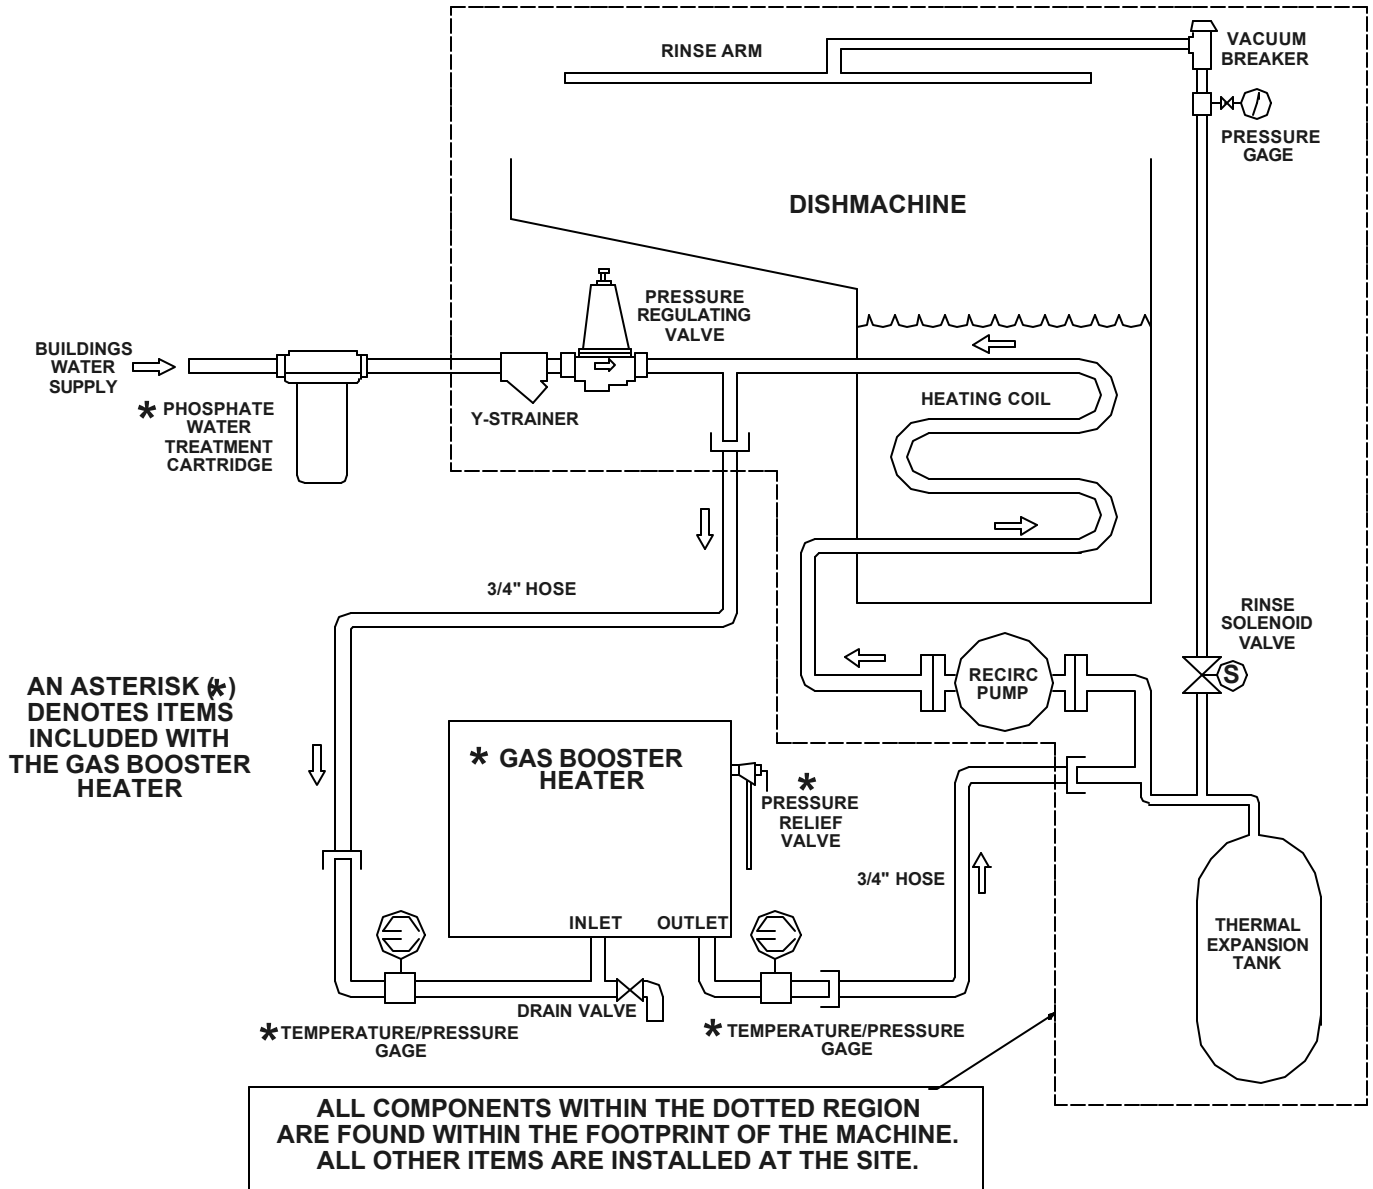 RINSE ARM
VACUUM
BREAKER
PRESSURE
GAGE
DISHMACHINE
PRESSURE
REGULATING
VALVE
BUILDINGS
WATER
SUPPLY
* PHOSPHATE
WATER
TREATMENT
CARTRIDGE
Y-STRAINER
HEATING COIL
3/4" HOSE
RINSE
SOLENOID
VALVE
S
RECIRC
PUMP
AN ASTERISK (*)
DENOTES ITEMS
INCLUDED WITH
THE GAS BOOSTER
HEATER
* GAS BOOSTER
HEATER
*
PRESSURE
RELIEF
VALVE
3/4" HOSE
INLET
OUTLET
THERMAL
EXPANSION
TANK
DRAIN VALVE
* TEMPERATURE/PRESSURE
GAGE
* TEMPERATURE/PRESSURE
GAGE
ALL COMPONENTS WITHIN THE DOTTED REGION
ARE FOUND WITHIN THE FOOTPRINT OF THE MACHINE.
ALL OTHER ITEMS ARE INSTALLED AT THE SITE.